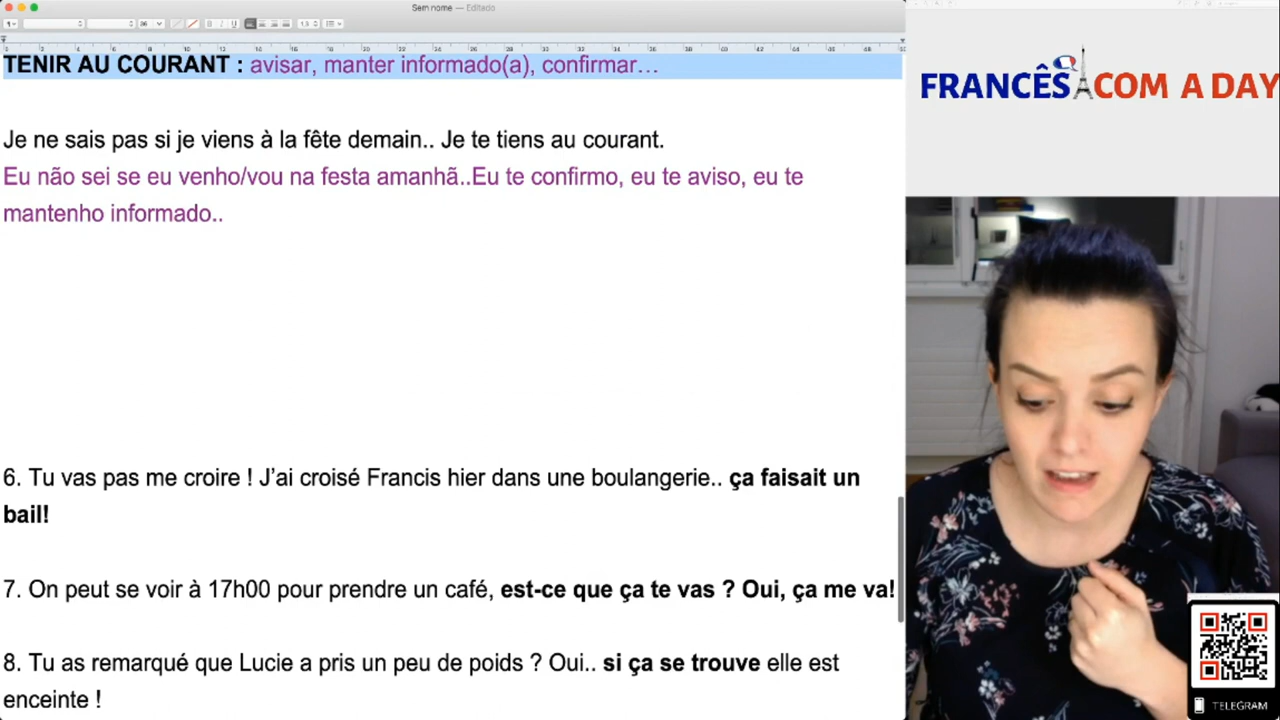 Sem nome — Editado
TENIR AU COURANT : avisar, manter informado(a), confirmar…
Je ne sais pas si je viens à la fête demain.. Je te tiens au courant.
Eu não sei se eu venho/vou na festa amanhã..Eu te confirmo, eu te aviso, eu te
mantenho informado..
6. Tu vas pas me croire ! J’ai croisé Francis hier dans une boulangerie.. ça faisait un
bail!
7. On peut se voir à 17h00 pour prendre un café, est-ce que ça te vas ? Oui, ça me va!
8. Tu as remarqué que Lucie a pris un peu de poids ? Oui.. si ça se trouve elle est
enceinte !
FRANCÊS COM A DAY
TELEGRAM